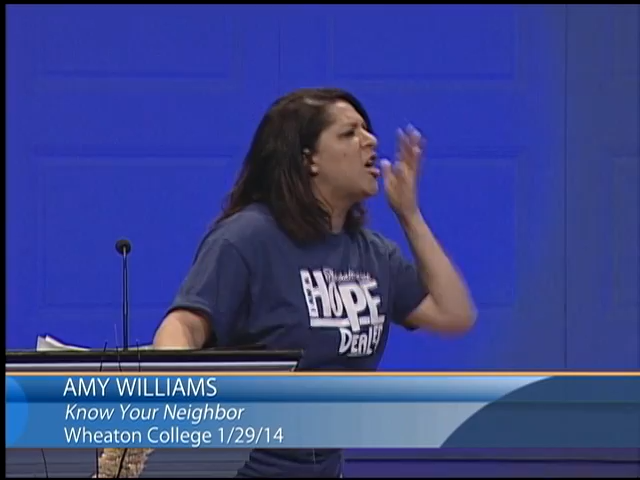 HOPE
DEALER
AMY WILLIAMS
Know Your Neighbor
Wheaton College 1/29/14